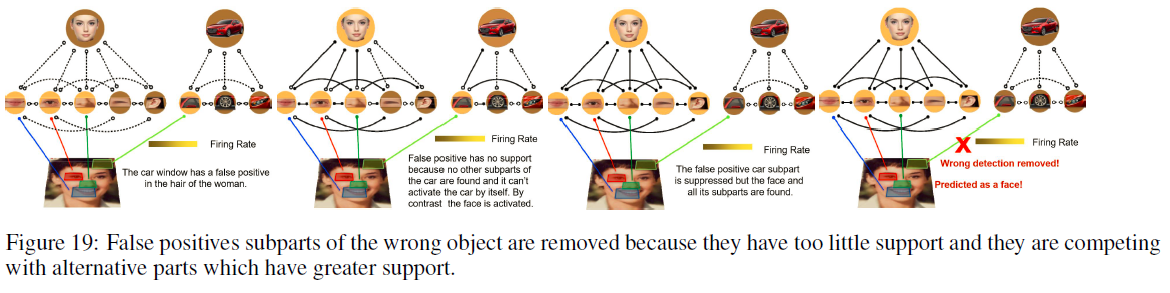 Firing Rate
The car window has a false positive
in the hair of the woman.
Firing Rate
False positive has no support
because no other subparts of
the car are found and it can't
activate the car by itself. By
contrast the face is activated.
Firing Rate
The false positive car subpart
is suppressed but the face and
all its subparts are found.
X
Firing Rate
Wrong detection removed!
Predicted as a face!
Figure 19: False positives subparts of the wrong object are removed because they have too little support and they are competing
with alternative parts which have greater support.